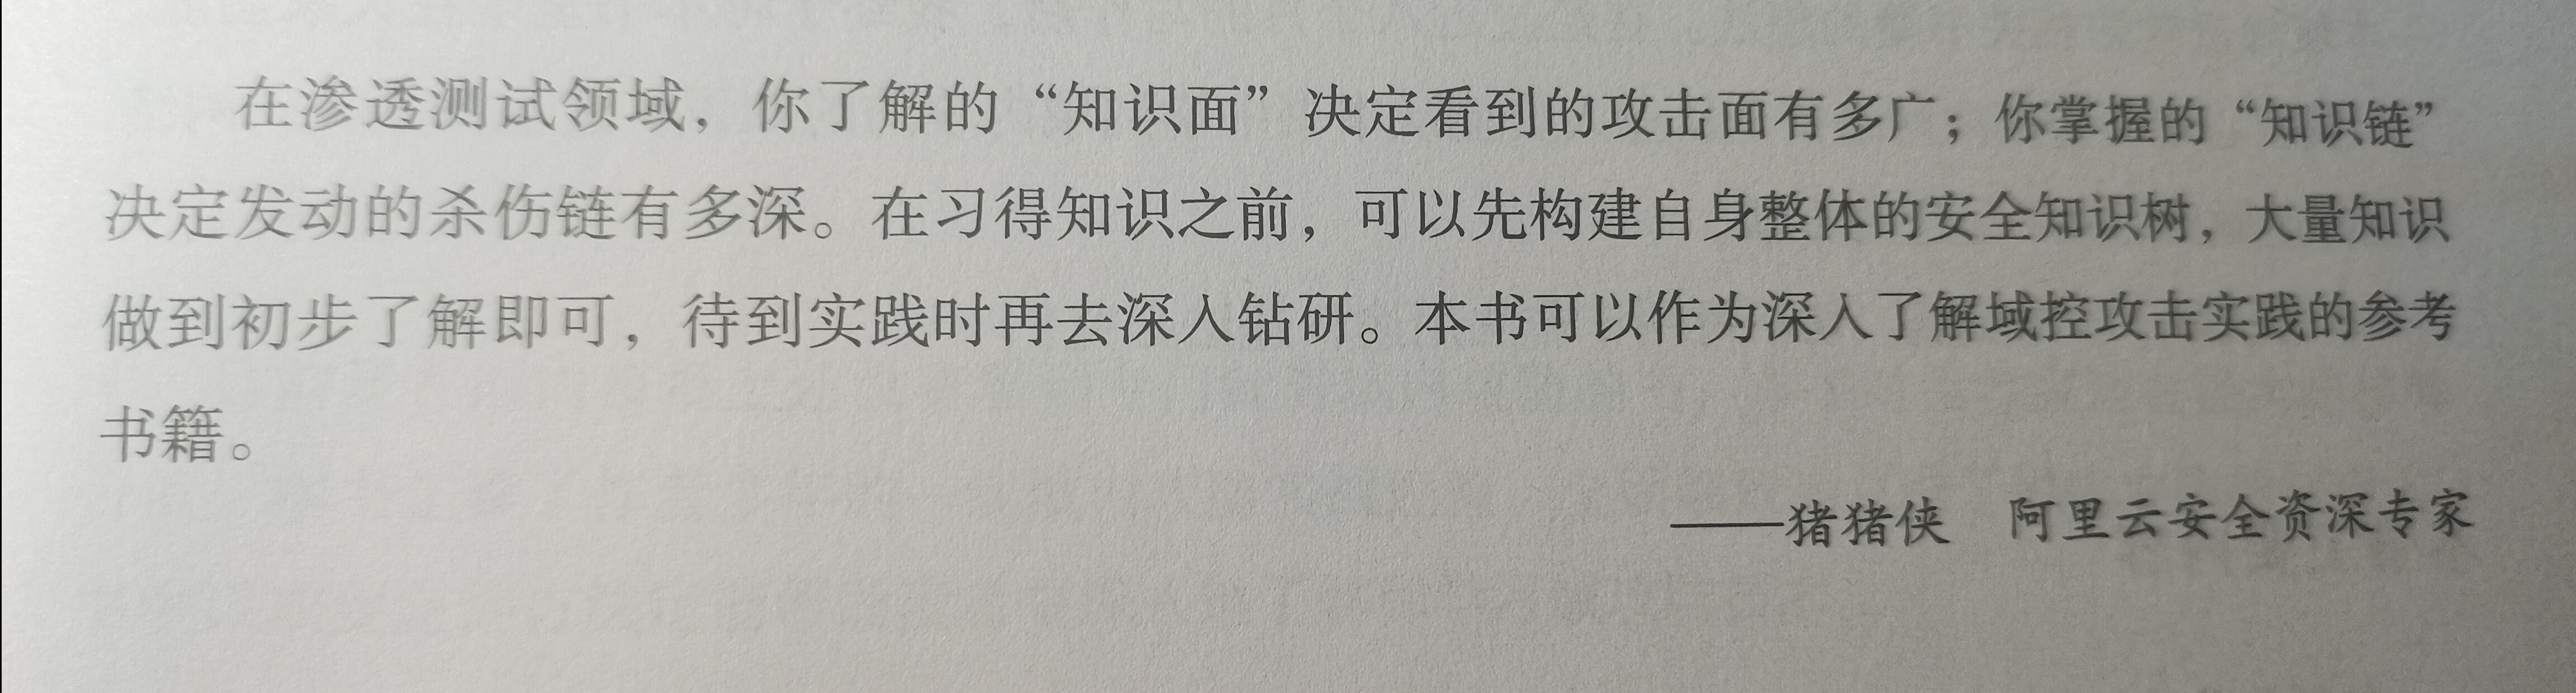 在渗透测试领域，你了解的“知识面”决定看到的攻击面有多广；你掌握的“知识链”
决定发动的杀伤链有多深。在习得知识之前，可以先构建自身整体的安全知识树，大量知识
做到初步了解即可，待到实践时再去深入钻研。本书可以作为深入了解域控攻击实践的参考
书籍。
——猪猪侠　阿里云安全资深专家